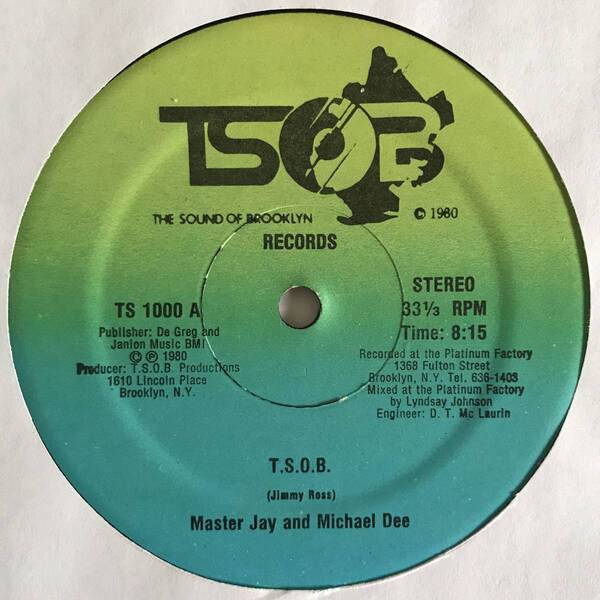 TSOB
THE SOUND OF BROOKLYN
© 1980
RECORDS
TS 1000 A
Publisher: De Greg and
Janion Music BMI
© ℗ 1980
Producer: T.S.O.B. Productions
1610 Lincoln Place
Brooklyn, N.Y.
STEREO
33⅓ RPM
Time: 8:15
Recorded at the Platinum Factory
1368 Fulton Street
Brooklyn, N.Y. Tel. 636-1403
Mixed at the Platinum Factory
by Lyndsay Johnson
Engineer: D. T. Mc Laurin
T.S.O.B.
(Jimmy Ross)
Master Jay and Michael Dee